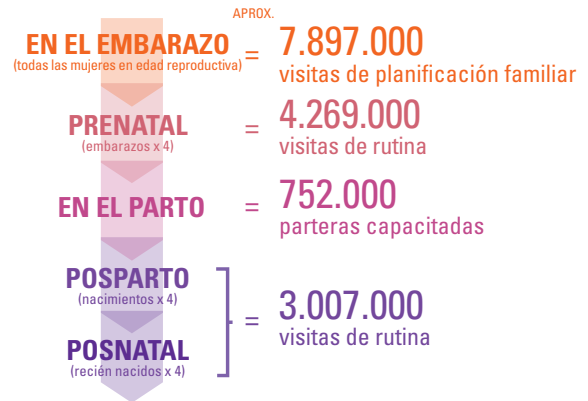 APROX.
EN EL EMBARAZO
(todas las mujeres en edad reproductiva)
= 7.897.000
visitas de planificación familiar
PRENATAL
(embarazos x 4)
= 4.269.000
visitas de rutina
EN EL PARTO
= 752.000
parteras capacitadas
POSPARTO
(nacimientos x 4)
POSNATAL
(recién nacidos x 4)
= 3.007.000
visitas de rutina